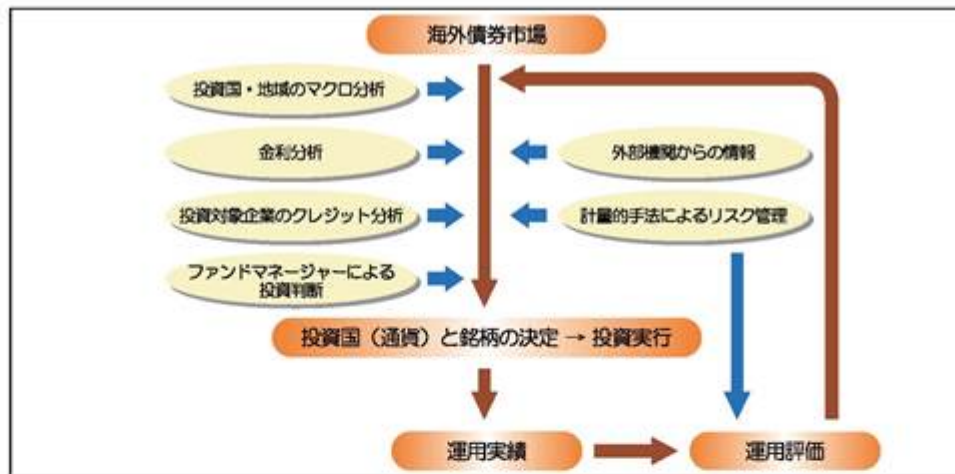 海外債券市場
投資国・地域のマクロ分析
金利分析
外部機関からの情報
投資対象企業のクレジット分析
計量的手法によるリスク管理
ファンドマネージャーによる
投資判断
投資国（通貨）と銘柄の決定 → 投資実行
運用実績
運用評価